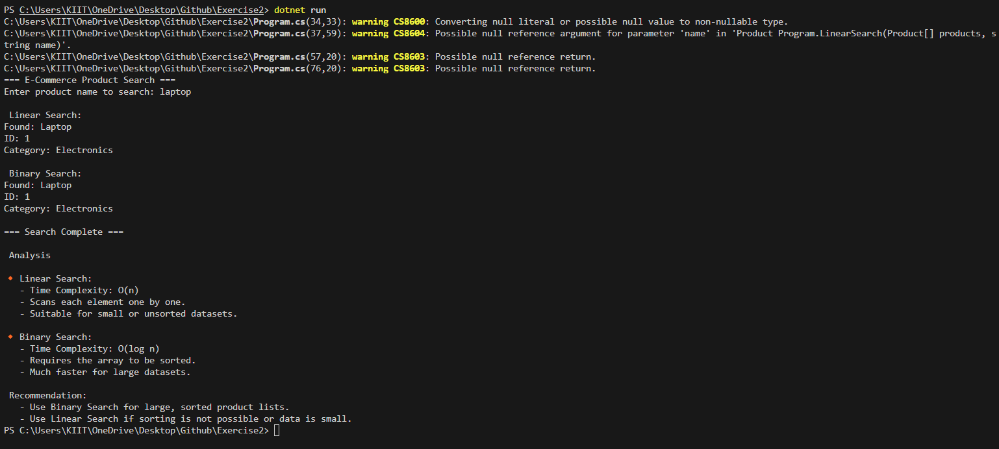 PS C:\Users\KIIT\OneDrive\Desktop\Github\Exercise2> dotnet run
C:\Users\KIIT\OneDrive\Desktop\Github\Exercise2\Program.cs(34,33): warning CS8600: Converting null literal or possible null value to non-nullable type.
C:\Users\KIIT\OneDrive\Desktop\Github\Exercise2\Program.cs(37,59): warning CS8604: Possible null reference argument for parameter 'name' in 'Product Program.LinearSearch(Product[] products, s
tring name)'.
C:\Users\KIIT\OneDrive\Desktop\Github\Exercise2\Program.cs(57,20): warning CS8603: Possible null reference return.
C:\Users\KIIT\OneDrive\Desktop\Github\Exercise2\Program.cs(76,20): warning CS8603: Possible null reference return.
=== E-Commerce Product Search ===
Enter product name to search: laptop
Linear Search:
Found: Laptop
ID: 1
Category: Electronics
Binary Search:
Found: Laptop
ID: 1
Category: Electronics
=== Search Complete ===
Analysis
🔸 Linear Search:
- Time Complexity: O(n)
- Scans each element one by one.
- Suitable for small or unsorted datasets.
🔸 Binary Search:
- Time Complexity: O(log n)
- Requires the array to be sorted.
- Much faster for large datasets.
Recommendation:
- Use Binary Search for large, sorted product lists.
- Use Linear Search if sorting is not possible or data is small.
PS C:\Users\KIIT\OneDrive\Desktop\Github\Exercise2>